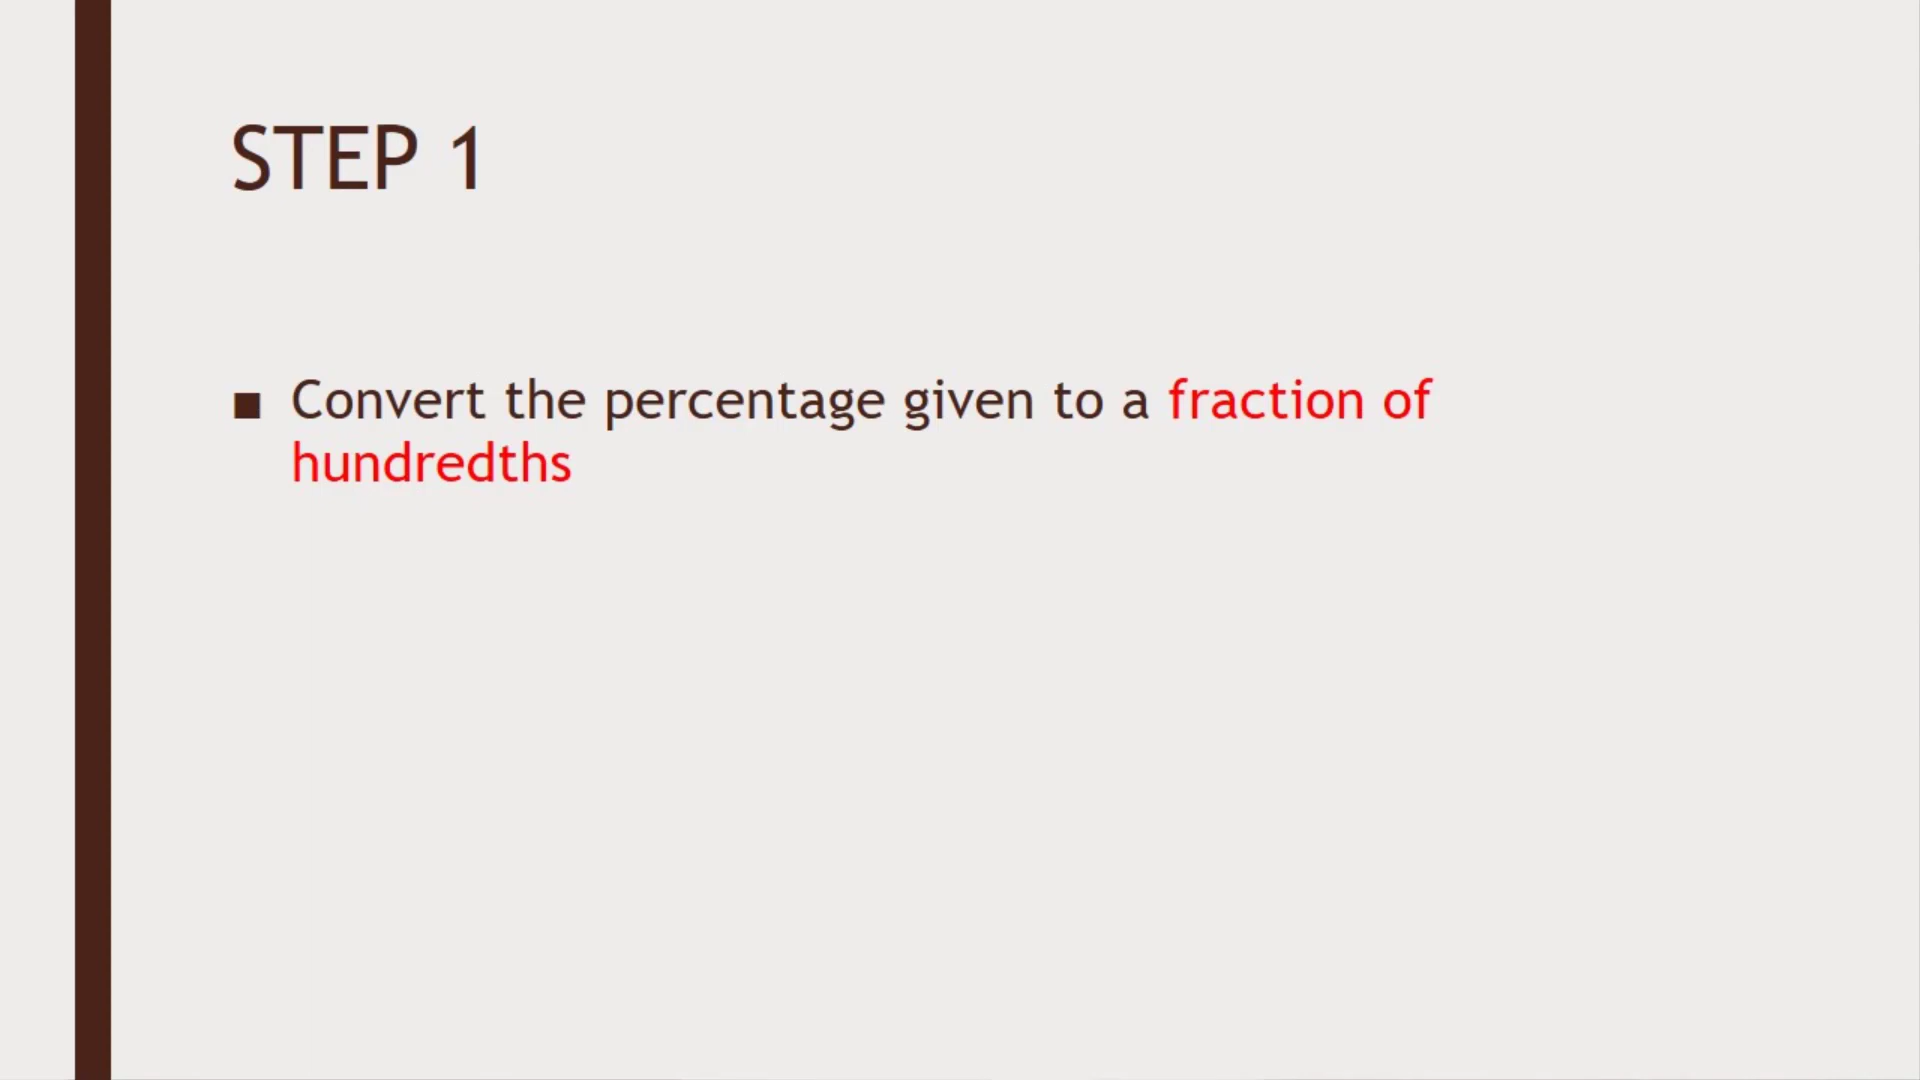 STEP 1
■ Convert the percentage given to a fraction of
hundredths